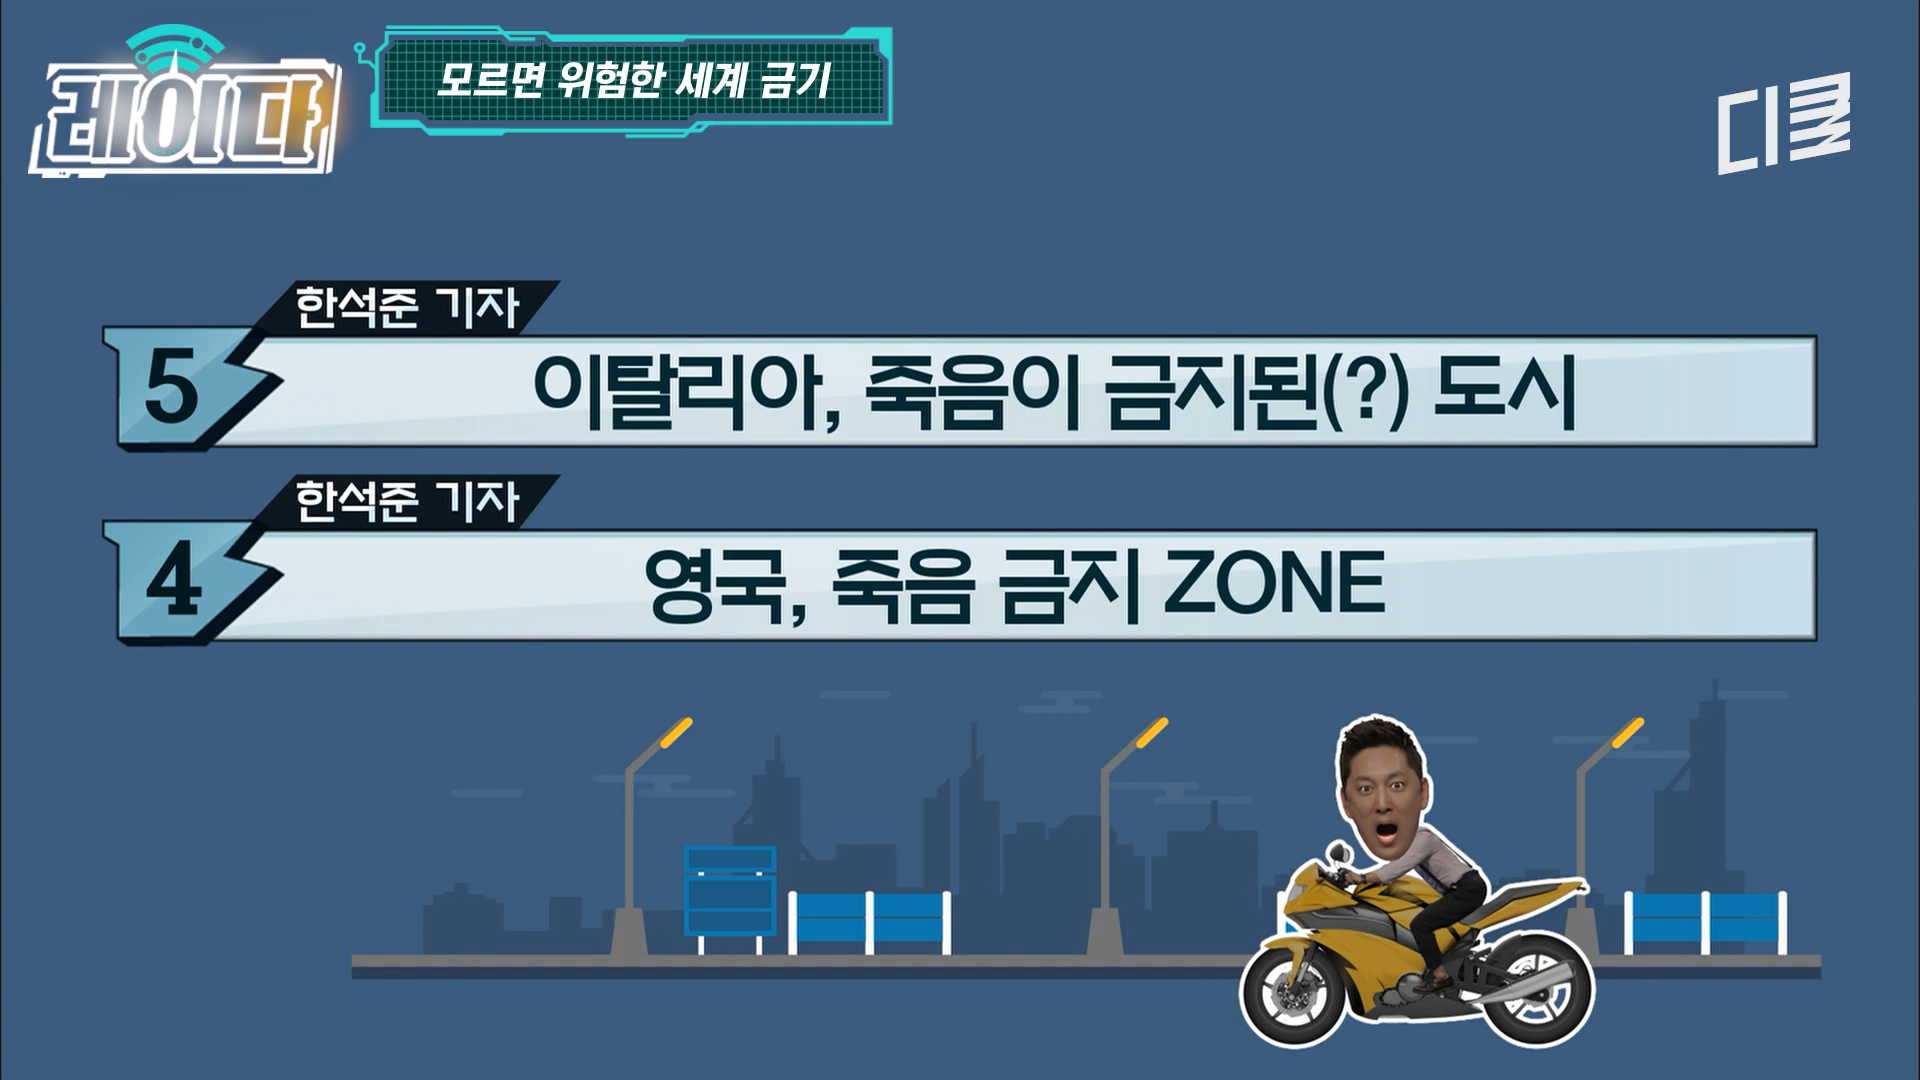 레이다
모르면 위험한 세계 금기
디클
한석준 기자
5
이탈리아, 죽음이 금지된(?) 도시
한석준 기자
4
영국, 죽음 금지 ZONE